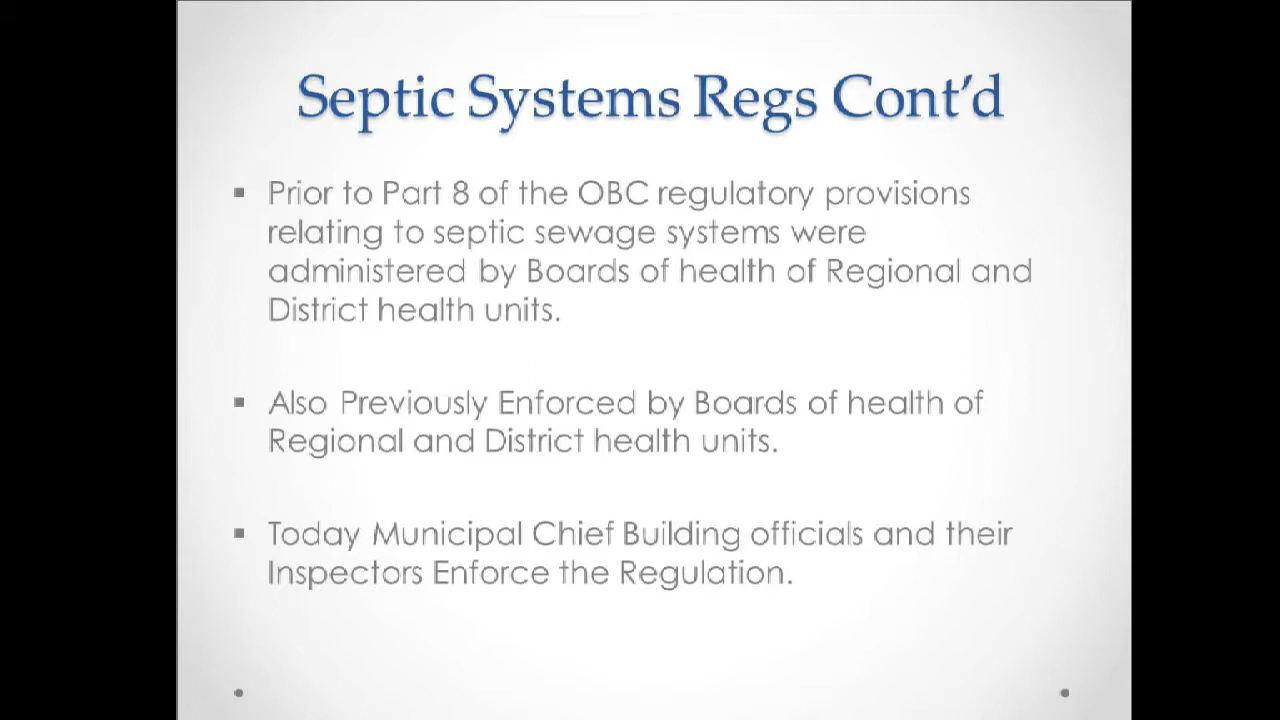 Septic Systems Regs Cont'd
▪ Prior to Part 8 of the OBC regulatory provisions
relating to septic sewage systems were
administered by Boards of health of Regional and
District health units.
▪ Also Previously Enforced by Boards of health of
Regional and District health units.
▪ Today Municipal Chief Building officials and their
Inspectors Enforce the Regulation.